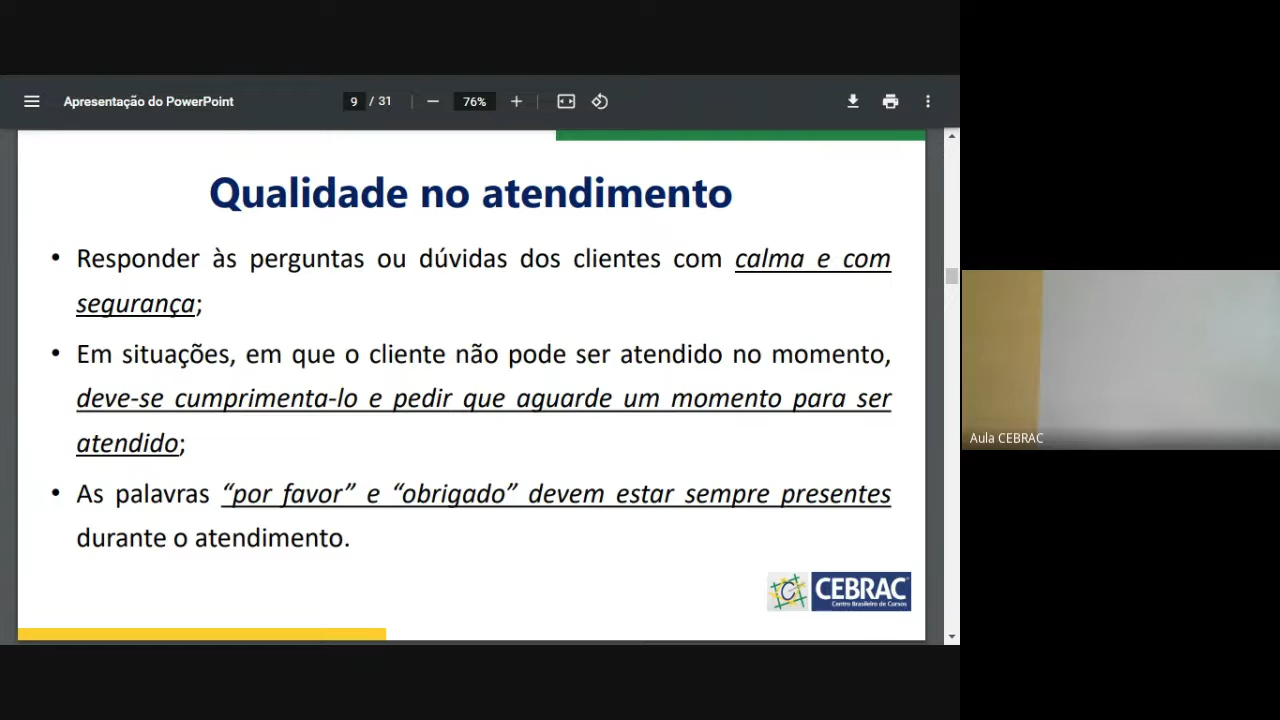 Apresentação do PowerPoint
9 / 31
76%
Qualidade no atendimento
• Responder às perguntas ou dúvidas dos clientes com calma e com
segurança;
• Em situações, em que o cliente não pode ser atendido no momento,
deve-se cumprimenta-lo e pedir que aguarde um momento para ser
atendido;
• As palavras “por favor” e “obrigado” devem estar sempre presentes
durante o atendimento.
C CEBRAC
Centro Brasileiro de Cursos
Aula CEBRAC